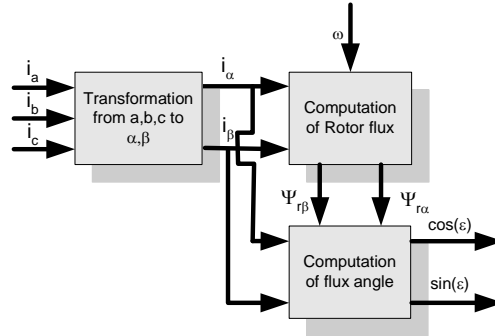 ω
i_a
i_b
i_c
Transformation
from a,b,c to
α,β
i_α
i_β
Computation
of Rotor flux
Ψ_rβ
Ψ_rα
Computation
of flux angle
cos(ε)
sin(ε)